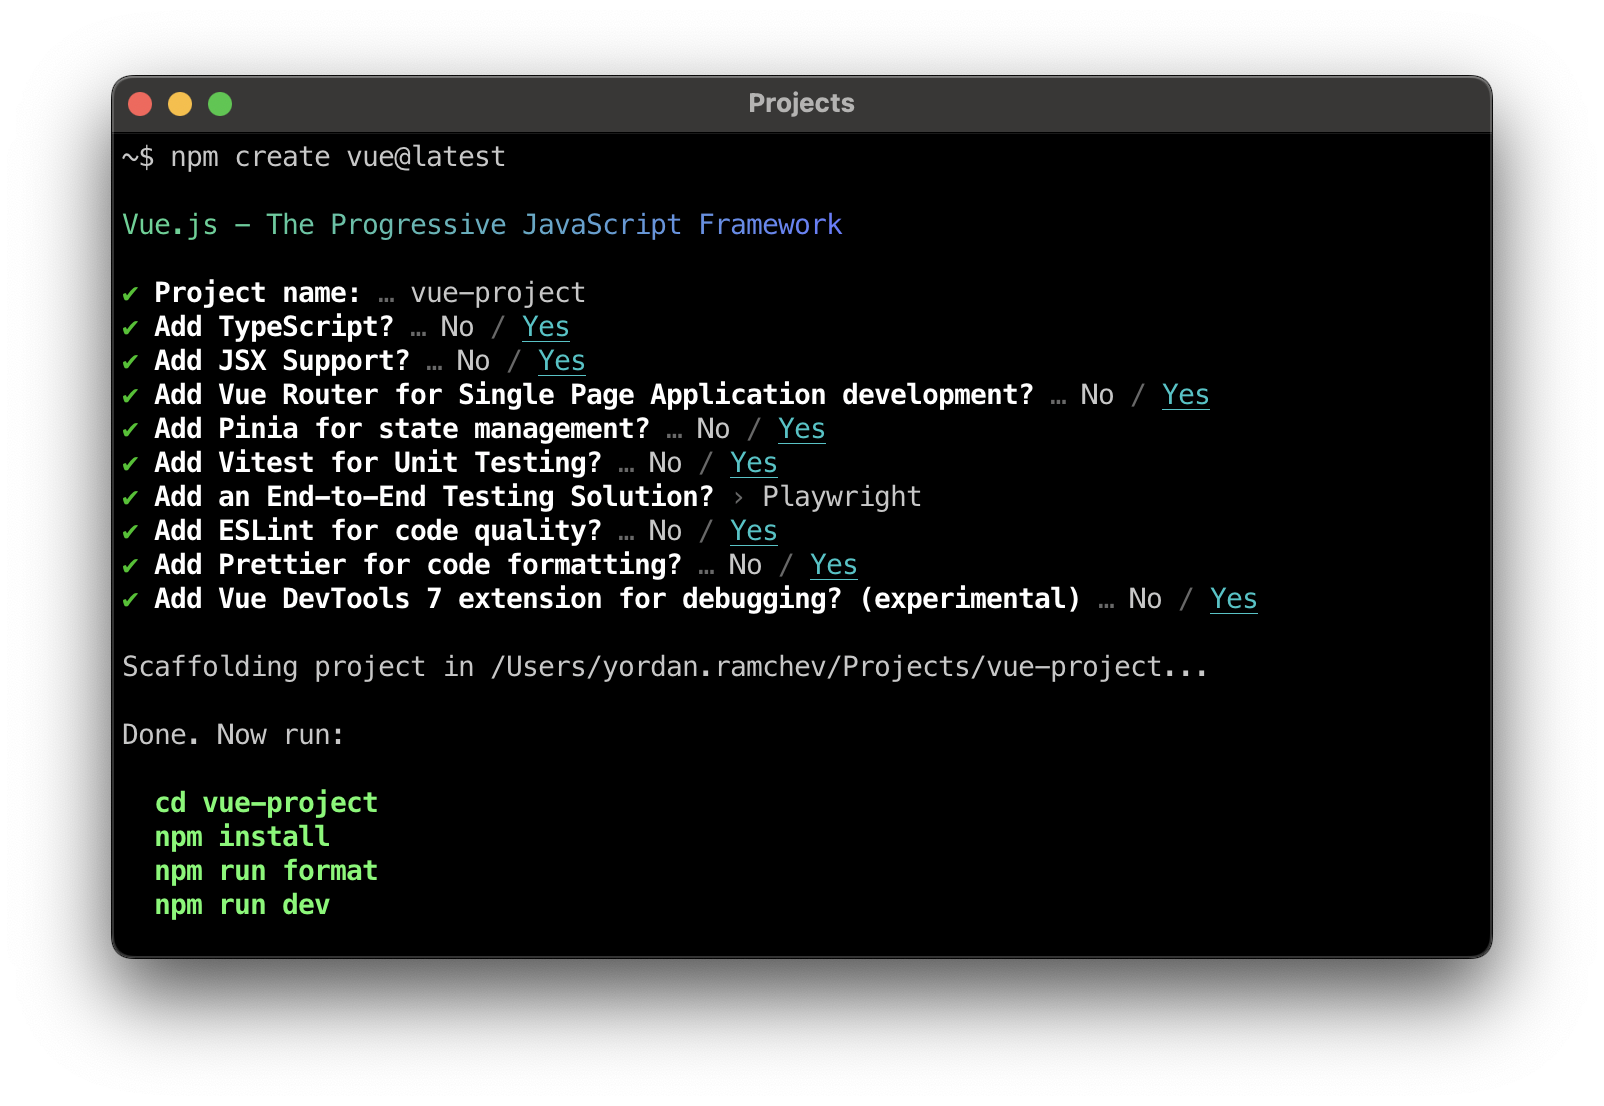 Projects
~$ npm create vue@latest
Vue.js - The Progressive JavaScript Framework
✔ Project name: … vue-project
✔ Add TypeScript? … No / Yes
✔ Add JSX Support? … No / Yes
✔ Add Vue Router for Single Page Application development? … No / Yes
✔ Add Pinia for state management? … No / Yes
✔ Add Vitest for Unit Testing? … No / Yes
✔ Add an End-to-End Testing Solution? › Playwright
✔ Add ESLint for code quality? … No / Yes
✔ Add Prettier for code formatting? … No / Yes
✔ Add Vue DevTools 7 extension for debugging? (experimental) … No / Yes
Scaffolding project in /Users/yordan.ramchev/Projects/vue-project...
Done. Now run:
cd vue-project
npm install
npm run format
npm run dev